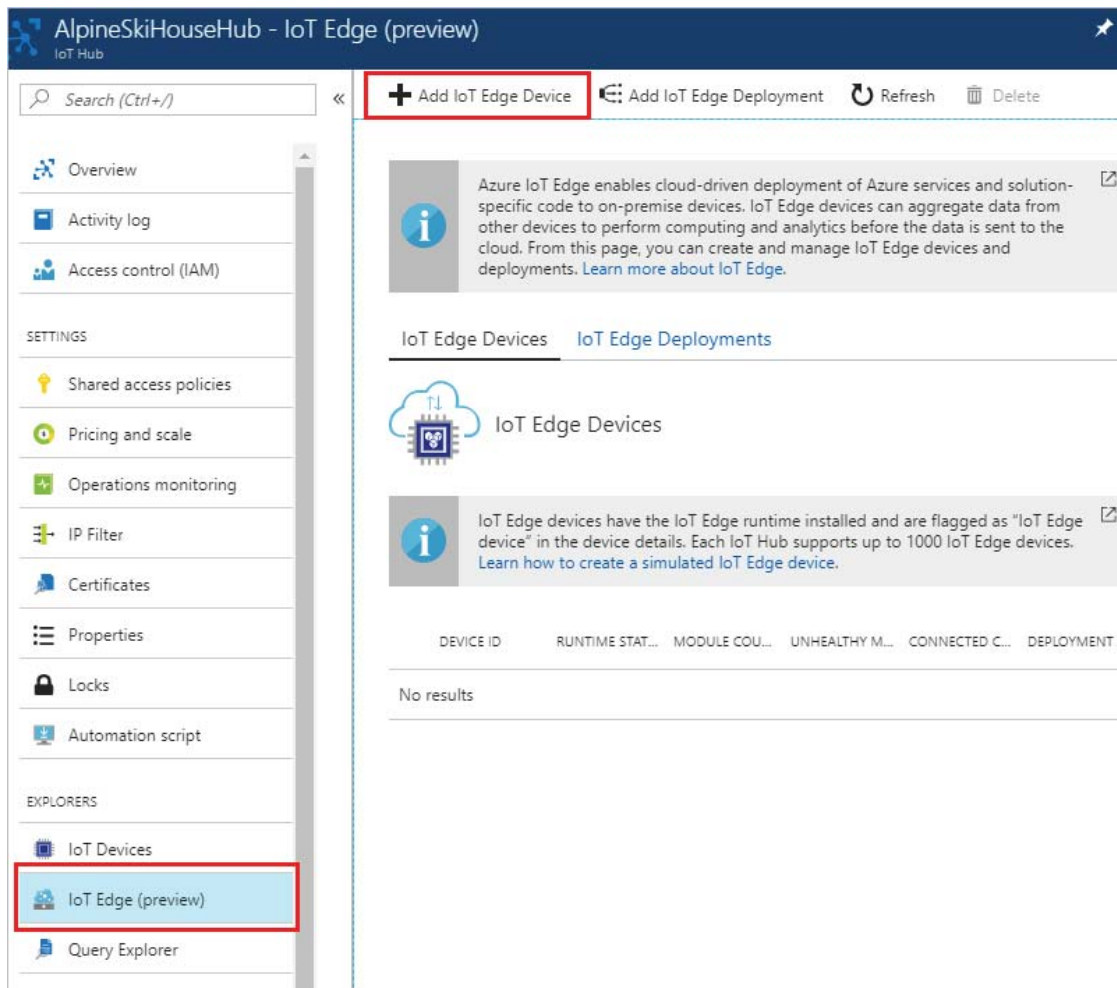 AlpineSkiHouseHub - IoT Edge (preview)
IoT Hub
Search (Ctrl+/)
«
Overview
Activity log
Access control (IAM)
SETTINGS
Shared access policies
Pricing and scale
Operations monitoring
IP Filter
Certificates
Properties
Locks
Automation script
EXPLORERS
IoT Devices
IoT Edge (preview)
Query Explorer
Add IoT Edge Device Add IoT Edge Deployment Refresh Delete
Azure IoT Edge enables cloud-driven deployment of Azure services and solution-
specific code to on-premise devices. IoT Edge devices can aggregate data from
other devices to perform computing and analytics before the data is sent to the
cloud. From this page, you can create and manage IoT Edge devices and
deployments. Learn more about IoT Edge.
IoT Edge Devices IoT Edge Deployments
IoT Edge Devices
IoT Edge devices have the IoT Edge runtime installed and are flagged as "IoT Edge
device" in the device details. Each IoT Hub supports up to 1000 IoT Edge devices.
Learn how to create a simulated IoT Edge device.
DEVICE ID RUNTIME STAT... MODULE COU... UNHEALTHY M... CONNECTED C... DEPLOYMENT
No results